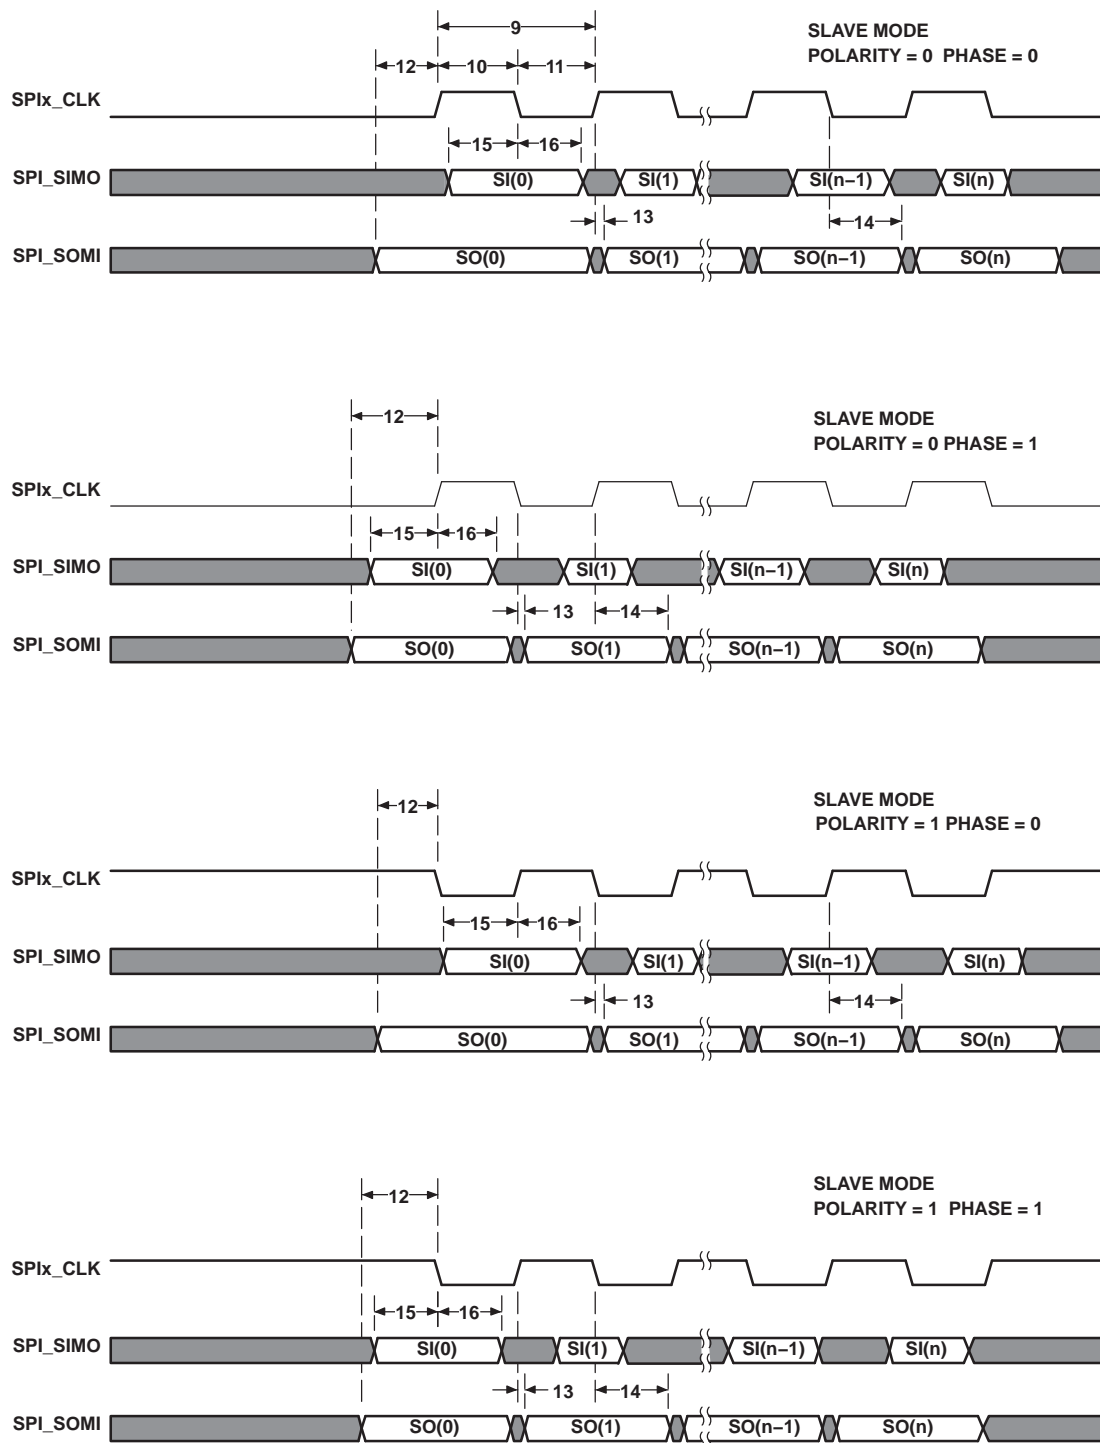 9
SLAVE MODE
POLARITY = 0 PHASE = 0
12 10 11
SPIx_CLK
15 16
SPI_SIMO SI(0) SI(1) SI(n−1) SI(n)
13 14
SPI_SOMI SO(0) SO(1) SO(n−1) SO(n)
12
SLAVE MODE
POLARITY = 0 PHASE = 1
SPIx_CLK
15 16
SPI_SIMO SI(0) SI(1) SI(n−1) SI(n)
13 14
SPI_SOMI SO(0) SO(1) SO(n−1) SO(n)
12
SLAVE MODE
POLARITY = 1 PHASE = 0
SPIx_CLK
15 16
SPI_SIMO SI(0) SI(1) SI(n−1) SI(n)
13 14
SPI_SOMI SO(0) SO(1) SO(n−1) SO(n)
12
SLAVE MODE
POLARITY = 1 PHASE = 1
SPIx_CLK
15 16
SPI_SIMO SI(0) SI(1) SI(n−1) SI(n)
13 14
SPI_SOMI SO(0) SO(1) SO(n−1) SO(n)